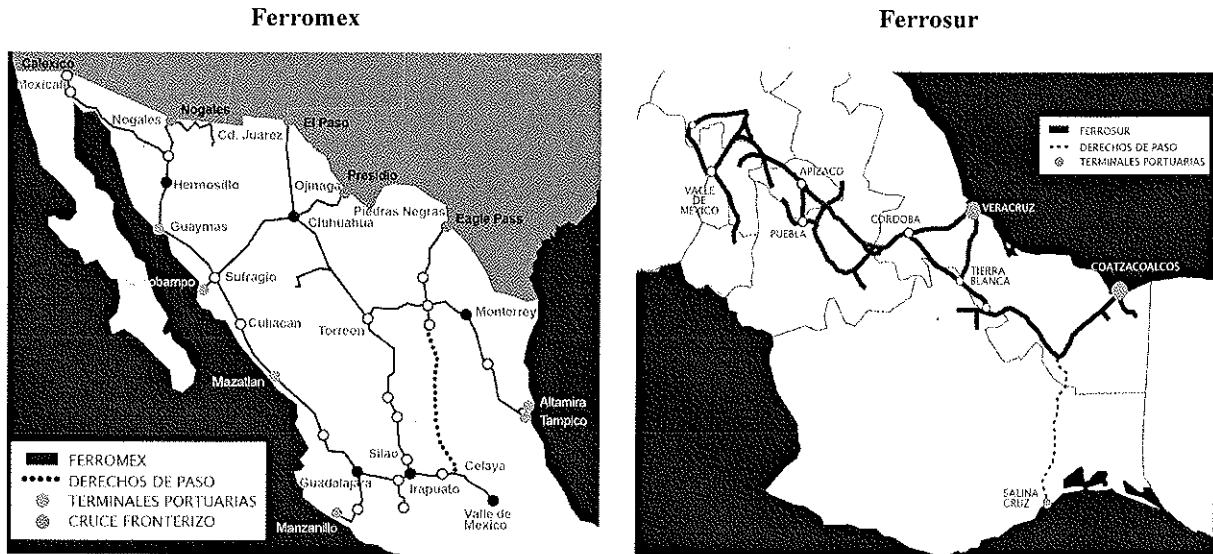 Ferromex
Calexico
Mexicali
Nogales
Nogales
Cd. Juarez
El Paso
Hermosillo
Ojinaga
Presidio
Piedras Negras
Eagle Pass
Guaymas
Chihuahua
Sufragio
Culiacan
Torreon
Monterrey
Mazatlan
Altamira
Tampico
Silao
Celaya
Guadalajara
Irapuato
Manzanillo
Valle de
Mexico
FERROMEX
DERECHOS DE PASO
TERMINALES PORTUARIAS
CRUCE FRONTERIZO
Ferrosur
FERROSUR
DERECHOS DE PASO
TERMINALES PORTUARIAS
VALLE
DE
MEXICO
APIZACO
PUEBLA
CORDOBA
VERACRUZ
TIERRA
BLANCA
COATZACOALCOS
SALINA
CRUZ